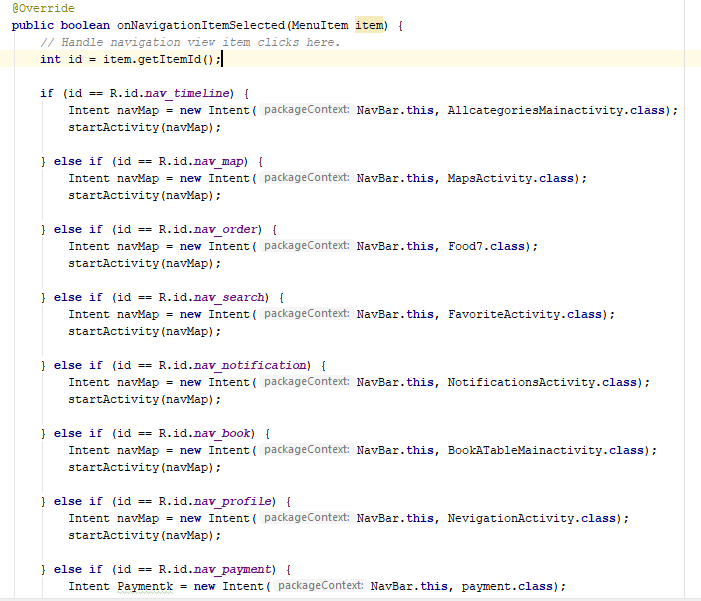 @Override
public boolean onNavigationItemSelected(MenuItem item) {
// Handle navigation view item clicks here.
int id = item.getItemId();
if (id == R.id.nav_timeline) {
Intent navMap = new Intent( packageContext: NavBar.this, AllcategoriesMainactivity.class);
startActivity(navMap);
} else if (id == R.id.nav_map) {
Intent navMap = new Intent( packageContext: NavBar.this, MapsActivity.class);
startActivity(navMap);
} else if (id == R.id.nav_order) {
Intent navMap = new Intent( packageContext: NavBar.this, Food7.class);
startActivity(navMap);
} else if (id == R.id.nav_search) {
Intent navMap = new Intent( packageContext: NavBar.this, FavoriteActivity.class);
startActivity(navMap);
} else if (id == R.id.nav_notification) {
Intent navMap = new Intent( packageContext: NavBar.this, NotificationsActivity.class);
startActivity(navMap);
} else if (id == R.id.nav_book) {
Intent navMap = new Intent( packageContext: NavBar.this, BookATableMainactivity.class);
startActivity(navMap);
} else if (id == R.id.nav_profile) {
Intent navMap = new Intent( packageContext: NavBar.this, NevigationActivity.class);
startActivity(navMap);
} else if (id == R.id.nav_payment) {
Intent Paymentk = new Intent( packageContext: NavBar.this, payment.class);